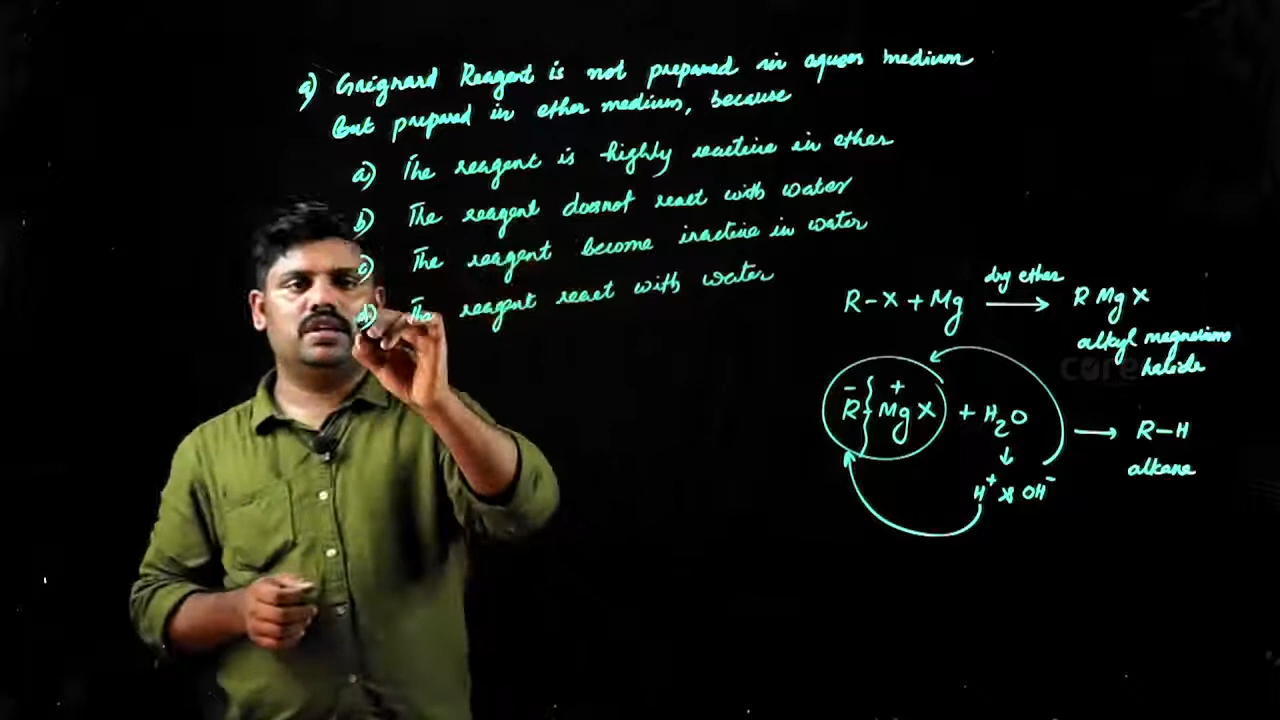 q) Grignard Reagent is not prepared in aqueos medium
but prepared in ether medium, because
a) The reagent is highly reactive in ether
b) The reagent doesnot react with water
c) The reagent become inactive in water
d) The reagent react with water
R-X + Mg dry ether → R Mg X
alkyl magnesium
halide
R⁻ Mg⁺ X + H₂O → R-H
alkane
↓
H⁺ & OH⁻